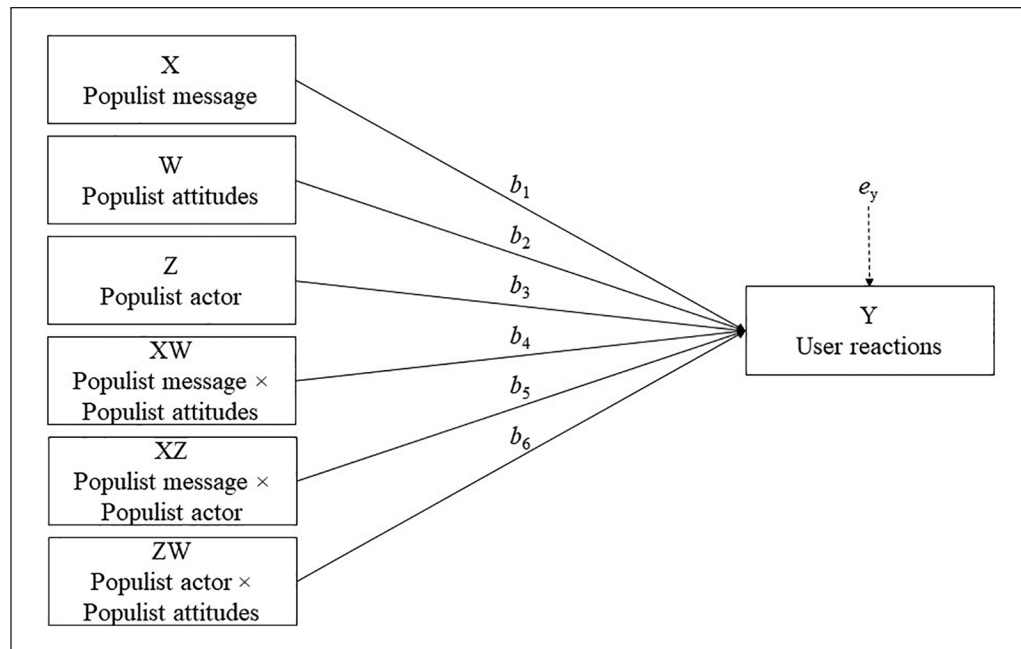 X
Populist message
W
Populist attitudes
Z
Populist actor
XW
Populist message ×
Populist attitudes
XZ
Populist message ×
Populist actor
ZW
Populist actor ×
Populist attitudes
b1
b2
b3
b4
b5
b6
ey
Y
User reactions